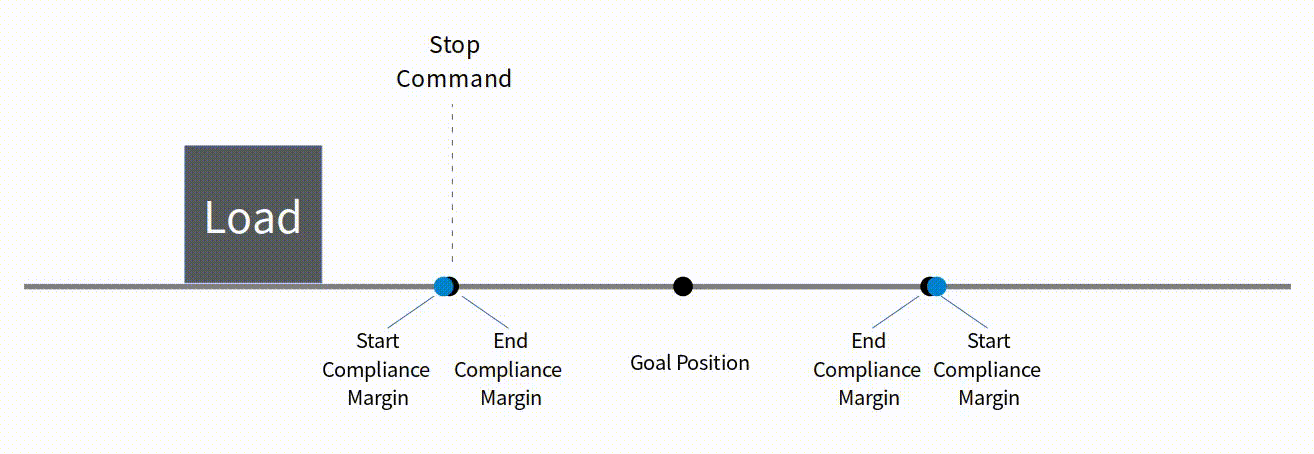 Stop
Command
Load
Start
Compliance
Margin
End
Compliance
Margin
Goal Position
End
Compliance
Margin
Start
Compliance
Margin